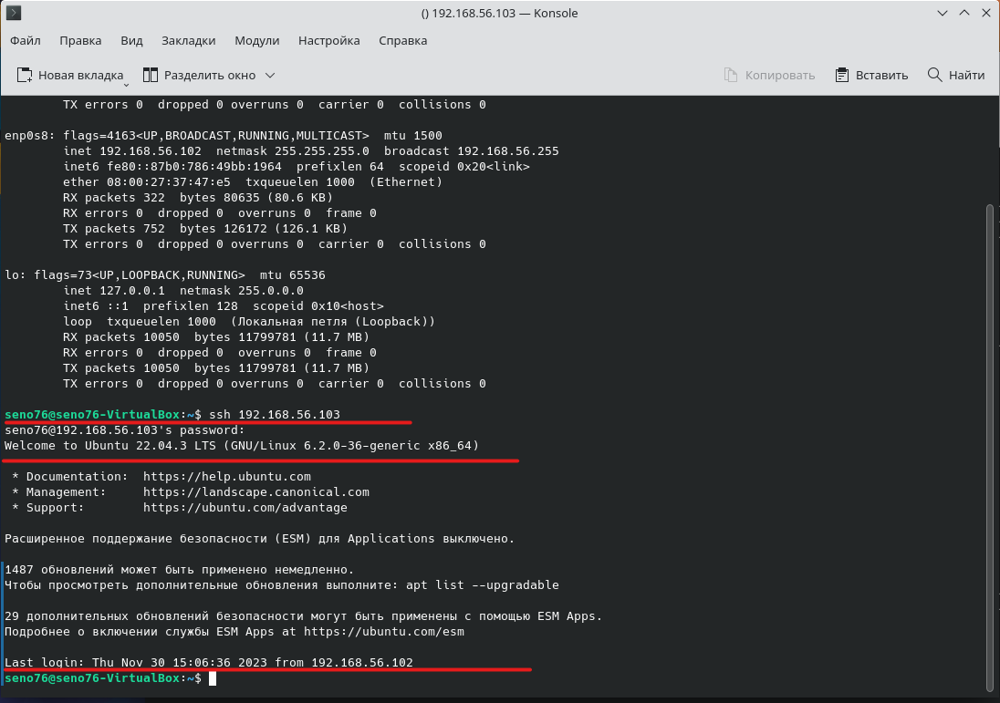 () 192.168.56.103 — Konsole
Файл Правка Вид Закладки Модули Настройка Справка
Новая вкладка Разделить окно Копировать Вставить Найти
TX errors 0  dropped 0 overruns 0  carrier 0  collisions 0
enp0s8: flags=4163<UP,BROADCAST,RUNNING,MULTICAST>  mtu 1500
inet 192.168.56.102  netmask 255.255.255.0  broadcast 192.168.56.255
inet6 fe80::87b0:786:49bb:1964  prefixlen 64  scopeid 0x20<link>
ether 08:00:27:37:47:e5  txqueuelen 1000  (Ethernet)
RX packets 322  bytes 80635 (80.6 KB)
RX errors 0  dropped 0  overruns 0  frame 0
TX packets 752  bytes 126172 (126.1 KB)
TX errors 0  dropped 0 overruns 0  carrier 0  collisions 0
lo: flags=73<UP,LOOPBACK,RUNNING>  mtu 65536
inet 127.0.0.1  netmask 255.0.0.0
inet6 ::1  prefixlen 128  scopeid 0x10<host>
loop  txqueuelen 1000  (Локальная петля (Loopback))
RX packets 10050  bytes 11799781 (11.7 MB)
RX errors 0  dropped 0  overruns 0  frame 0
TX packets 10050  bytes 11799781 (11.7 MB)
TX errors 0  dropped 0 overruns 0  carrier 0  collisions 0
seno76@seno76-VirtualBox:~$ ssh 192.168.56.103
seno76@192.168.56.103's password:
Welcome to Ubuntu 22.04.3 LTS (GNU/Linux 6.2.0-36-generic x86_64)
* Documentation:  https://help.ubuntu.com
* Management:     https://landscape.canonical.com
* Support:        https://ubuntu.com/advantage
Расширенное поддержание безопасности (ESM) для Applications выключено.
1487 обновлений может быть применено немедленно.
Чтобы просмотреть дополнительные обновления выполните: apt list --upgradable
29 дополнительных обновлений безопасности могут быть применены с помощью ESM Apps.
Подробнее о включении службы ESM Apps at https://ubuntu.com/esm
Last login: Thu Nov 30 15:06:36 2023 from 192.168.56.102
seno76@seno76-VirtualBox:~$